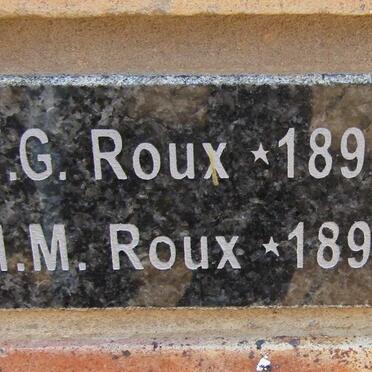 .G. Roux ★189
M. Roux ★189